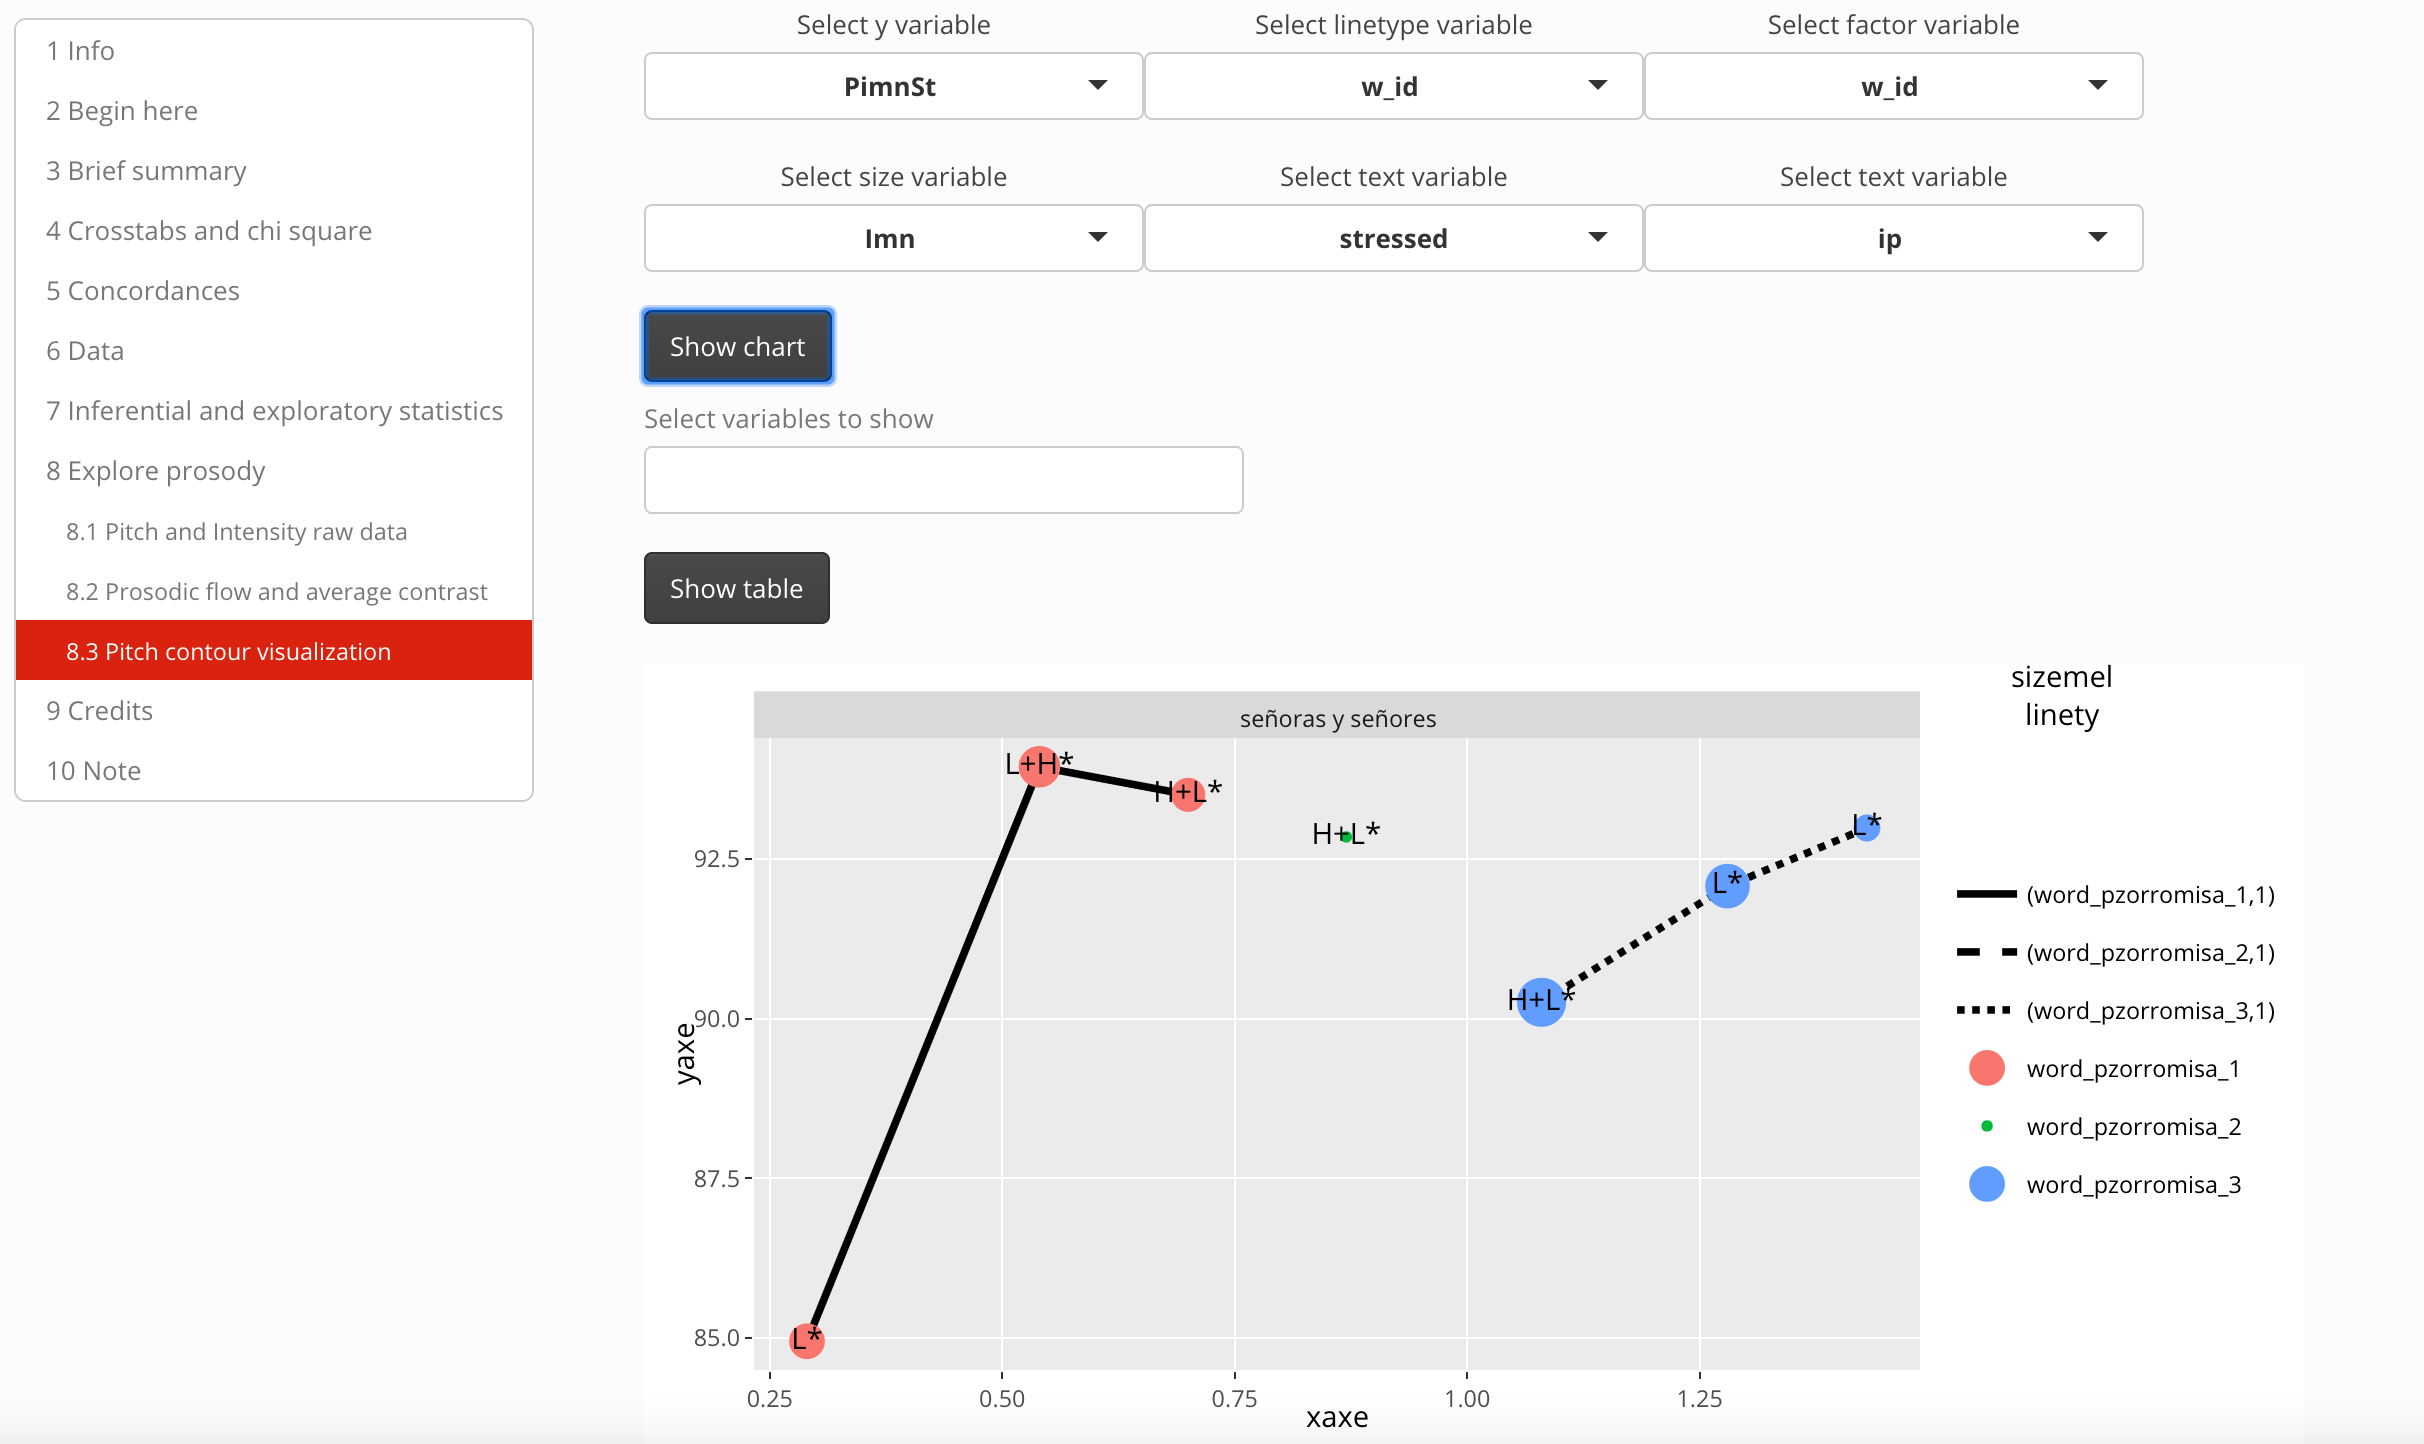 1 Info
2 Begin here
3 Brief summary
4 Crosstabs and chi square
5 Concordances
6 Data
7 Inferential and exploratory statistics
8 Explore prosody
8.1 Pitch and Intensity raw data
8.2 Prosodic flow and average contrast
8.3 Pitch contour visualization
9 Credits
10 Note
Select y variable
Select linetype variable
Select factor variable
PimnSt
w_id
w_id
Select size variable
Select text variable
Select text variable
Imn
stressed
ip
Show chart
Select variables to show
Show table
señoras y señores
L+H*
H+L*
H+L*
L*
L*
H+L*
L*
92.5
90.0
87.5
85.0
yaxe
0.25
0.50
0.75
1.00
1.25
xaxe
sizemel
linety
(word_pzorromisa_1,1)
(word_pzorromisa_2,1)
(word_pzorromisa_3,1)
word_pzorromisa_1
word_pzorromisa_2
word_pzorromisa_3